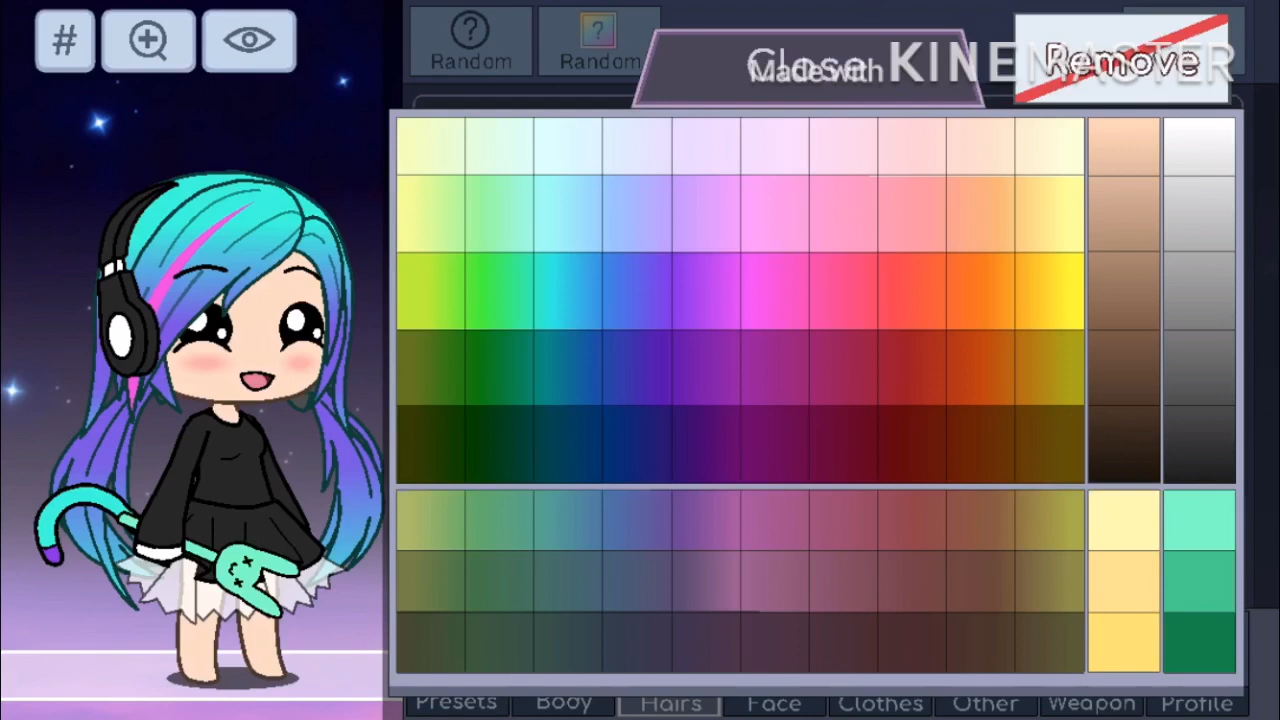 #
?
Random
?
Random
Close
Made with KINEMASTER
Remove
Presets
Body
Hairs
Face
Clothes
Other
Weapon
Profile